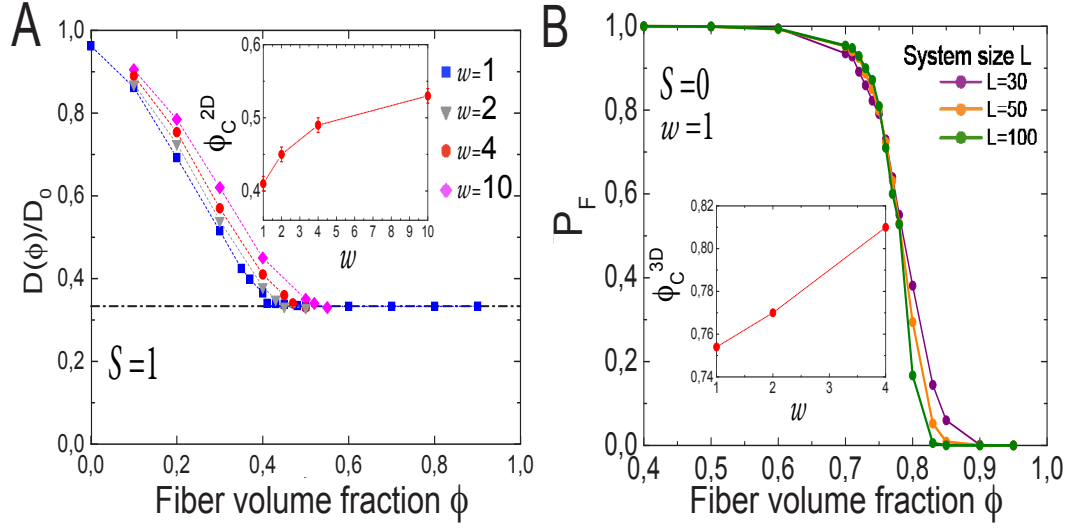 A
D(ϕ)/D0
1,0
0,8
0,6
0,4
0,2
0,0
0,0
0,2
0,4
0,6
0,8
1,0
Fiber volume fraction ϕ
S=1
w=1
w=2
w=4
w=10
ϕC2D
0,6
0,5
0,4
1 2 3 4 5 6 7 8 9 10
w
B
PF
1,0
0,8
0,6
0,4
0,2
0,0
0,4 0,5 0,6 0,7 0,8 0,9 1,0
Fiber volume fraction ϕ
S=0
w=1
System size L
L=30
L=50
L=100
ϕC3D
0,82
0,80
0,78
0,76
0,74
1 2 3 4
w